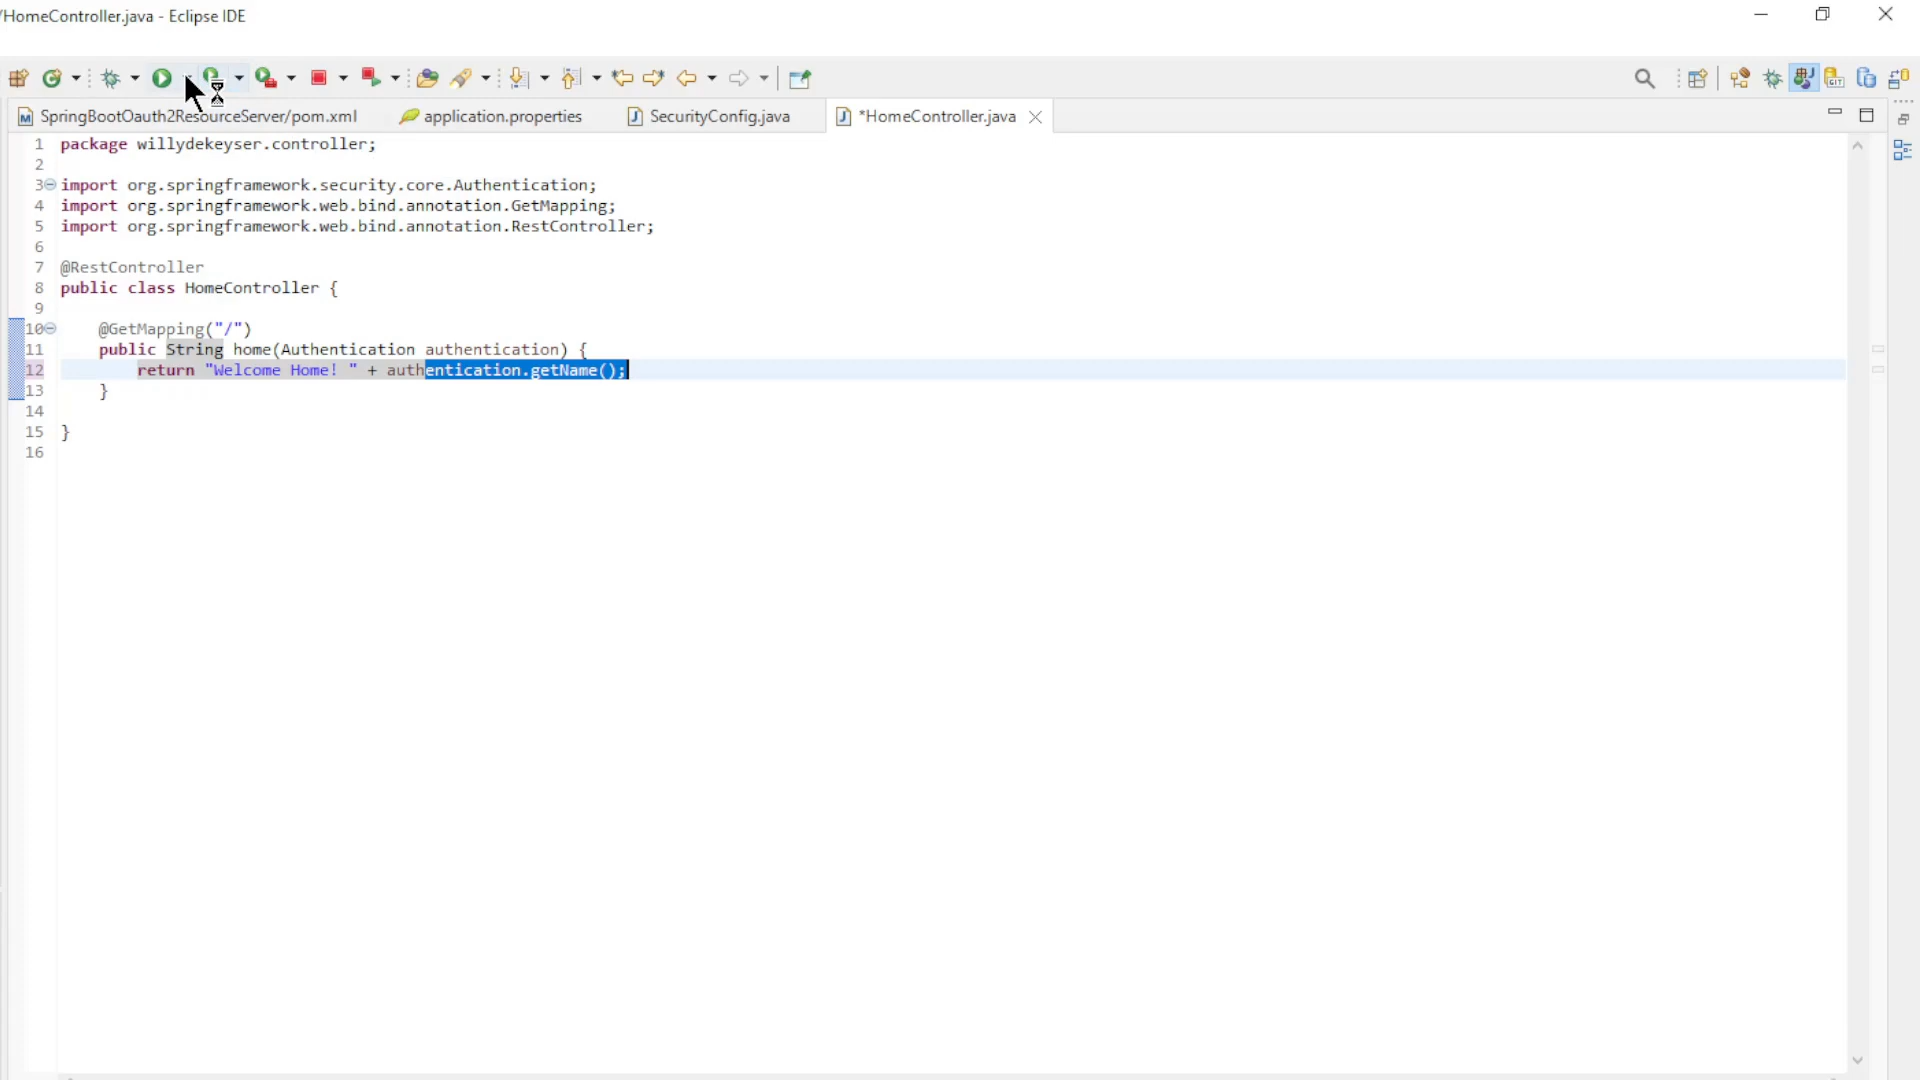 /HomeController.java - Eclipse IDE
SpringBootOauth2ResourceServer/pom.xml application.properties SecurityConfig.java *HomeController.java
1 package willydekeyser.controller;
2
3 import org.springframework.security.core.Authentication;
4 import org.springframework.web.bind.annotation.GetMapping;
5 import org.springframework.web.bind.annotation.RestController;
6
7 @RestController
8 public class HomeController {
9
10 @GetMapping("/")
11 public String home(Authentication authentication) {
12 return "Welcome Home! " + authentication.getName();
13 }
14
15 }
16